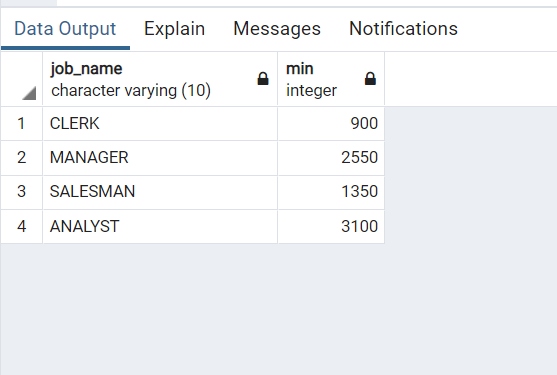 Data Output Explain Messages Notifications
job_name min
character varying (10) integer
1 CLERK 900
2 MANAGER 2550
3 SALESMAN 1350
4 ANALYST 3100